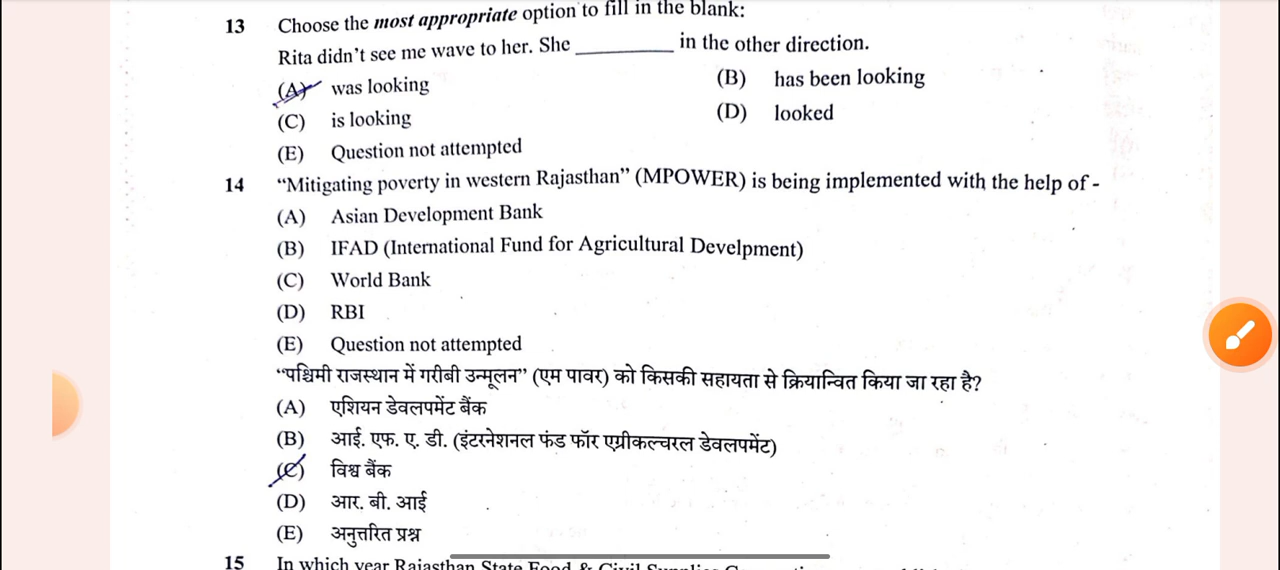 13 Choose the most appropriate option to fill in the blank:
Rita didn't see me wave to her. She ________ in the other direction.
(A) was looking (B) has been looking
(C) is looking (D) looked
(E) Question not attempted
14 "Mitigating poverty in western Rajasthan" (MPOWER) is being implemented with the help of -
(A) Asian Development Bank
(B) IFAD (International Fund for Agricultural Develpment)
(C) World Bank
(D) RBI
(E) Question not attempted
"पश्चिमी राजस्थान में गरीबी उन्मूलन" (एम पावर) को किसकी सहायता से क्रियान्वित किया जा रहा है?
(A) एशियन डेवलपमेंट बैंक
(B) आई. एफ. ए. डी. (इंटरनेशनल फंड फॉर एग्रीकल्चरल डेवलपमेंट)
(C) विश्व बैंक
(D) आर. बी. आई
(E) अनुत्तरित प्रश्न
15 In which year Rajasthan State Food & Civil Supplies